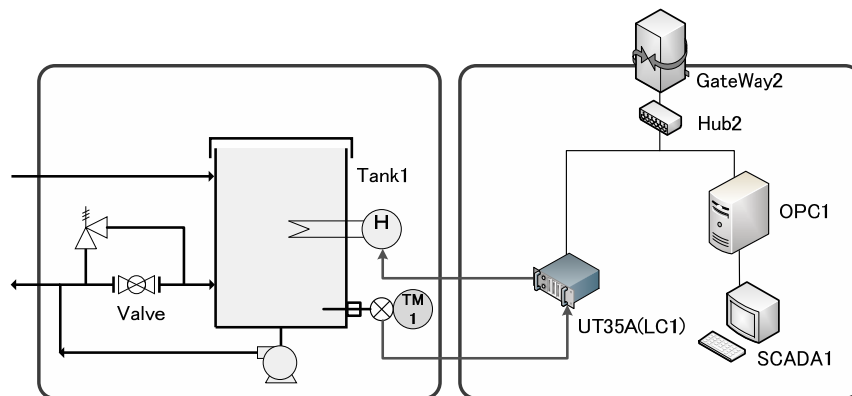 GateWay2
Hub2
Tank1
H
OPC1
TM
1
Valve
UT35A(LC1)
SCADA1